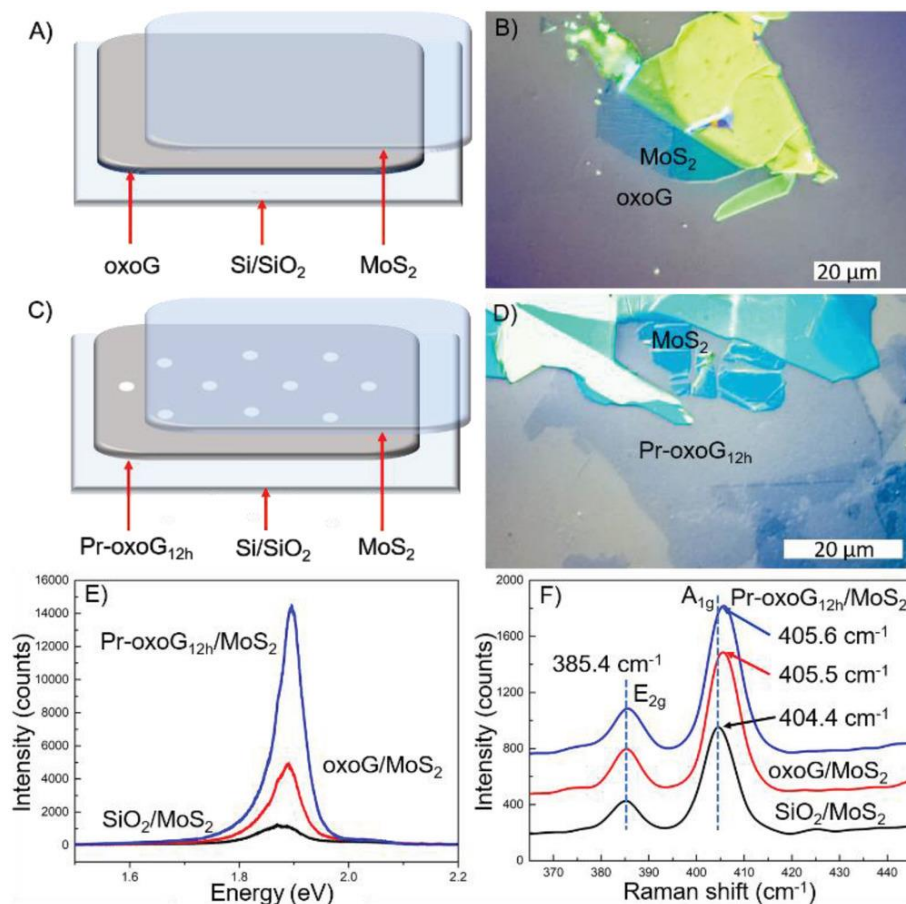 A)
oxoG
Si/SiO₂
MoS₂
B)
MoS₂
oxoG
20 µm
C)
Pr-oxoG₁₂ₕ
Si/SiO₂
MoS₂
D)
MoS₂
Pr-oxoG₁₂ₕ
20 µm
E)
16000
14000
12000
10000
8000
6000
4000
2000
0
Intensity (counts)
Pr-oxoG₁₂ₕ/MoS₂
oxoG/MoS₂
SiO₂/MoS₂
1.6
1.8
2.0
2.2
Energy (eV)
F)
2000
1600
1200
800
400
0
Intensity (counts)
A₁g
Pr-oxoG₁₂ₕ/MoS₂
405.6 cm⁻¹
385.4 cm⁻¹
405.5 cm⁻¹
E₂g
404.4 cm⁻¹
oxoG/MoS₂
SiO₂/MoS₂
370
380
390
400
410
420
430
440
Raman shift (cm⁻¹)